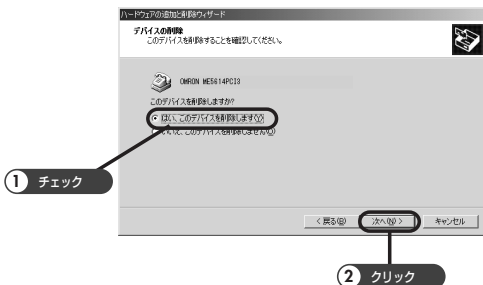 ハードウェアの追加と削除ウィザード
デバイスの削除
このデバイスを削除することを確認してください。
OMRON ME5614PCI3
このデバイスを削除しますか?
はい、このデバイスを削除します(Y)
いいえ、このデバイスを削除しません(N)
1 チェック
< 戻る(B) 次へ(N) > キャンセル
2 クリック